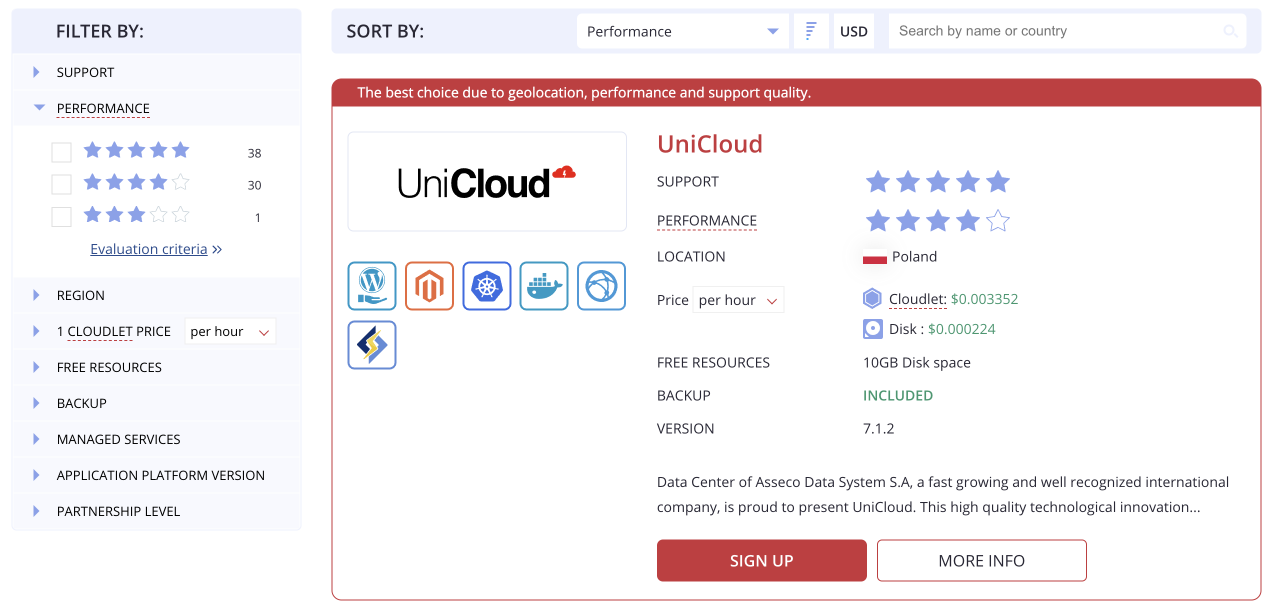 FILTER BY:
SUPPORT
PERFORMANCE
38
30
1
Evaluation criteria »
REGION
1 CLOUDLET PRICE per hour
FREE RESOURCES
BACKUP
MANAGED SERVICES
APPLICATION PLATFORM VERSION
PARTNERSHIP LEVEL
SORT BY: Performance USD Search by name or country
The best choice due to geolocation, performance and support quality.
UniCloud
UniCloud
SUPPORT
PERFORMANCE
LOCATION Poland
Price per hour Cloudlet: $0.003352
Disk : $0.000224
FREE RESOURCES 10GB Disk space
BACKUP INCLUDED
VERSION 7.1.2
Data Center of Asseco Data System S.A, a fast growing and well recognized international
company, is proud to present UniCloud. This high quality technological innovation...
SIGN UP MORE INFO